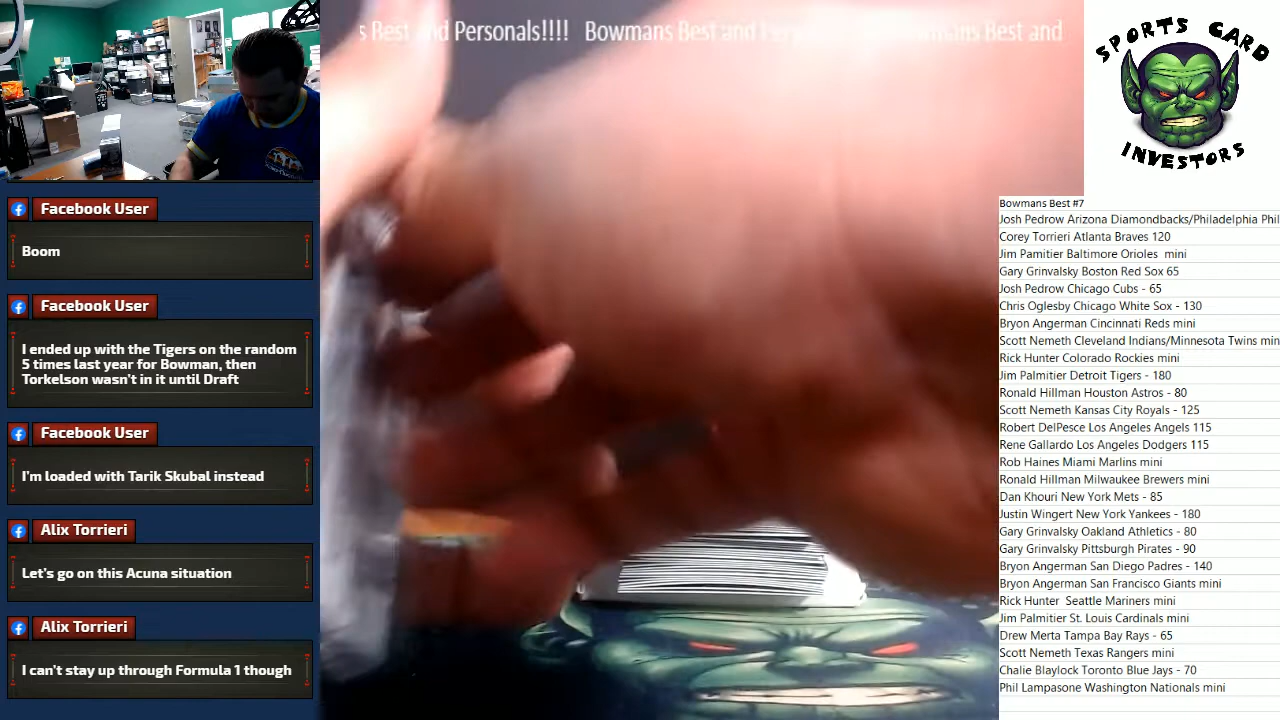 s Best and Personals!!!! Bowmans Best and Per mans Best and
SPORTS CARD
INVESTORS
Facebook User
Boom
Facebook User
I ended up with the Tigers on the random
5 times last year for Bowman, then
Torkelson wasn't in it until Draft
Facebook User
I'm loaded with Tarik Skubal instead
Alix Torrieri
Let's go on this Acuna situation
Alix Torrieri
I can't stay up through Formula 1 though
Bowmans Best #7
Josh Pedrow Arizona Diamondbacks/Philadelphia Phil
Corey Torrieri Atlanta Braves 120
Jim Pamitier Baltimore Orioles mini
Gary Grinvalsky Boston Red Sox 65
Josh Pedrow Chicago Cubs - 65
Chris Oglesby Chicago White Sox - 130
Bryon Angerman Cincinnati Reds mini
Scott Nemeth Cleveland Indians/Minnesota Twins min
Rick Hunter Colorado Rockies mini
Jim Palmitier Detroit Tigers - 180
Ronald Hillman Houston Astros - 80
Scott Nemeth Kansas City Royals - 125
Robert DelPesce Los Angeles Angels 115
Rene Gallardo Los Angeles Dodgers 115
Rob Haines Miami Marlins mini
Ronald Hillman Milwaukee Brewers mini
Dan Khouri New York Mets - 85
Justin Wingert New York Yankees - 180
Gary Grinvalsky Oakland Athletics - 80
Gary Grinvalsky Pittsburgh Pirates - 90
Bryon Angerman San Diego Padres - 140
Bryon Angerman San Francisco Giants mini
Rick Hunter Seattle Mariners mini
Jim Palmitier St. Louis Cardinals mini
Drew Merta Tampa Bay Rays - 65
Scott Nemeth Texas Rangers mini
Chalie Blaylock Toronto Blue Jays - 70
Phil Lampasone Washington Nationals mini